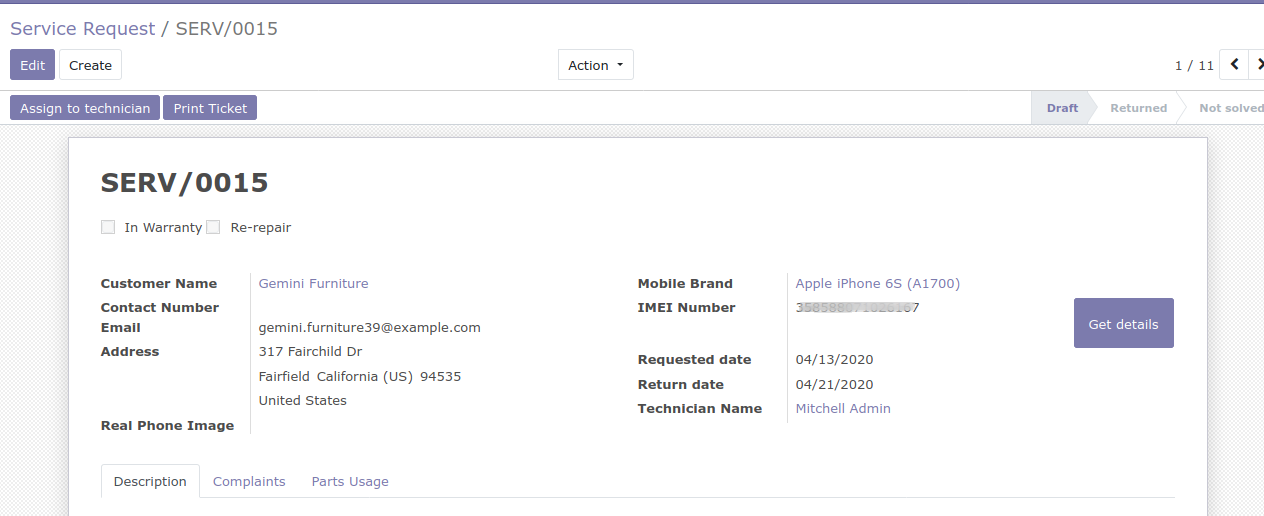 Service Request / SERV/0015
Edit Create Action 1 / 11
Assign to technician Print Ticket Draft Returned Not solved
SERV/0015
In Warranty Re-repair
Customer Name Gemini Furniture
Contact Number
Email gemini.furniture39@example.com
Address 317 Fairchild Dr
Fairfield California (US) 94535
United States
Real Phone Image
Mobile Brand Apple iPhone 6S (A1700)
IMEI Number
Get details
Requested date 04/13/2020
Return date 04/21/2020
Technician Name Mitchell Admin
Description Complaints Parts Usage